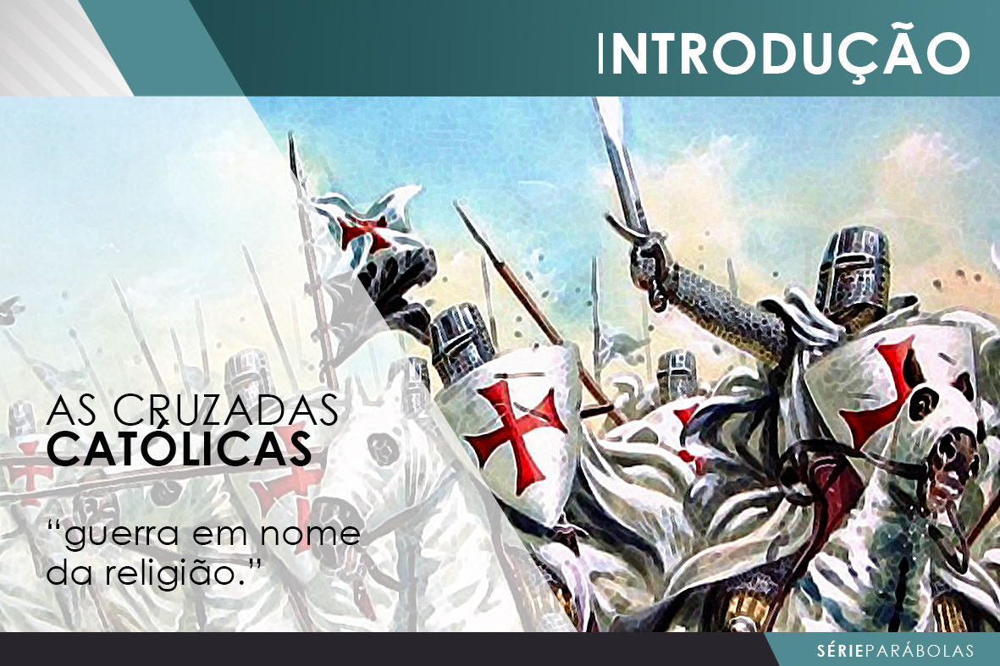 INTRODUÇÃO
AS CRUZADAS
CATÓLICAS
“guerra em nome
da religião.”
SÉRIEPARÁBOLAS